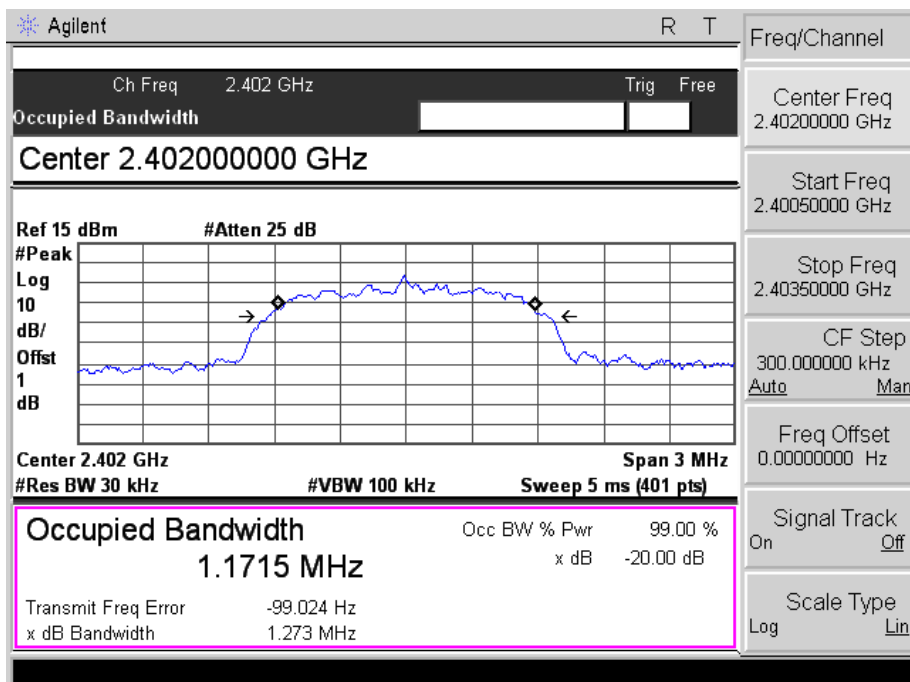 Agilent
R T
Ch Freq 2.402 GHz Trig Free
Occupied Bandwidth
Center 2.402000000 GHz
Ref 15 dBm #Atten 25 dB
#Peak
Log
10
dB/
Offst
1
dB
Center 2.402 GHz Span 3 MHz
#Res BW 30 kHz #VBW 100 kHz Sweep 5 ms (401 pts)
Occupied Bandwidth
1.1715 MHz
Occ BW % Pwr 99.00 %
x dB -20.00 dB
Transmit Freq Error -99.024 Hz
x dB Bandwidth 1.273 MHz
Freq/Channel
Center Freq
2.40200000 GHz
Start Freq
2.40050000 GHz
Stop Freq
2.40350000 GHz
CF Step
300.000000 kHz
Auto Man
Freq Offset
0.00000000 Hz
Signal Track
On Off
Scale Type
Log Lin